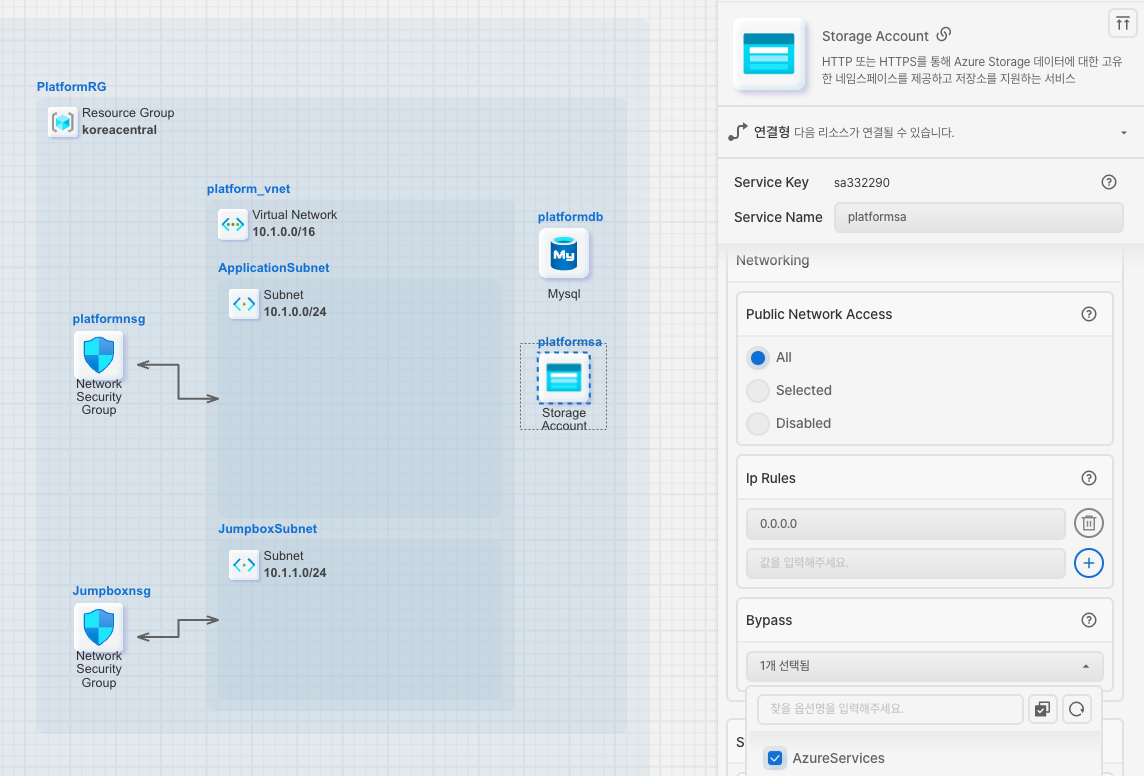 PlatformRG
Resource Group
koreacentral
platform_vnet
Virtual Network
10.1.0.0/16
ApplicationSubnet
Subnet
10.1.0.0/24
platformnsg
Network
Security
Group
platformdb
My
Mysql
platformsa
Storage
Account
JumpboxSubnet
Subnet
10.1.1.0/24
Jumpboxnsg
Network
Security
Group
Storage Account
HTTP 또는 HTTPS를 통해 Azure Storage 데이터에 대한 고유
한 네임스페이스를 제공하고 저장소를 지원하는 서비스
연결형 다음 리소스가 연결될 수 있습니다.
Service Key sa332290
Service Name platformsa
Networking
Public Network Access
All
Selected
Disabled
Ip Rules
0.0.0.0
값을 입력해주세요.
Bypass
1개 선택됨
찾을 옵션명을 입력해주세요.
S
AzureServices